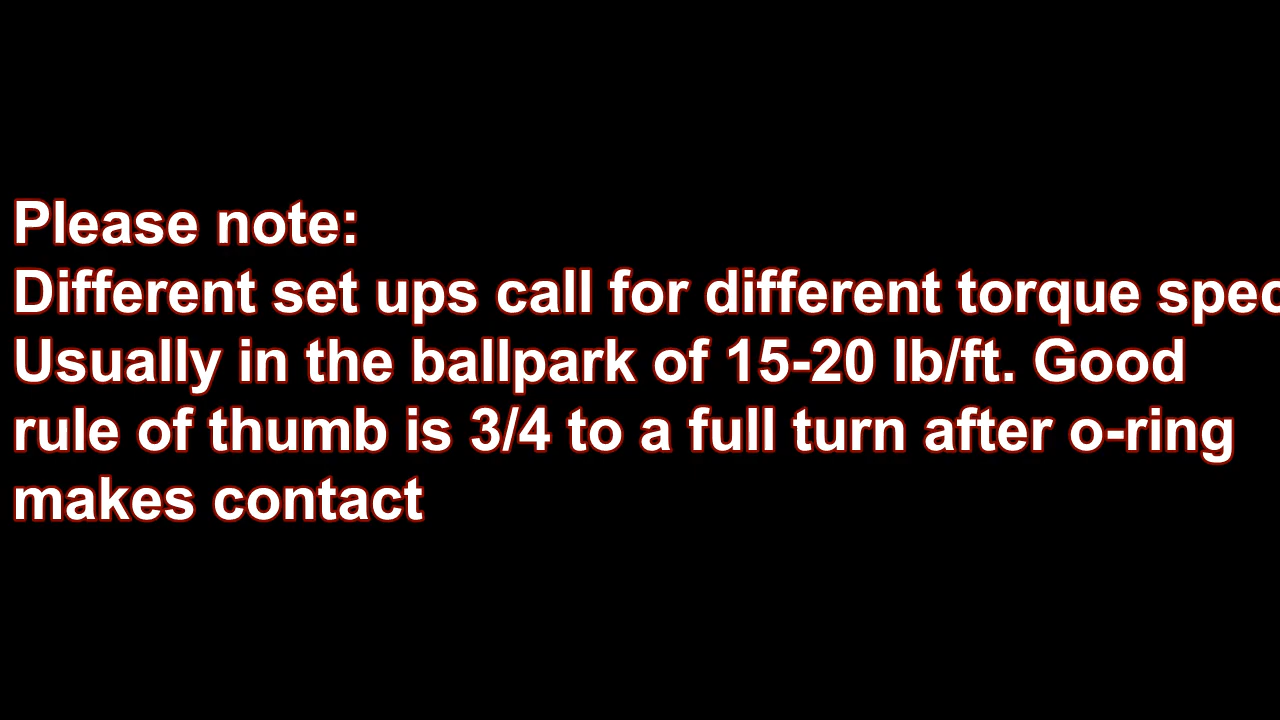 Please note:
Different set ups call for different torque spec
Usually in the ballpark of 15-20 lb/ft. Good
rule of thumb is 3/4 to a full turn after o-ring
makes contact